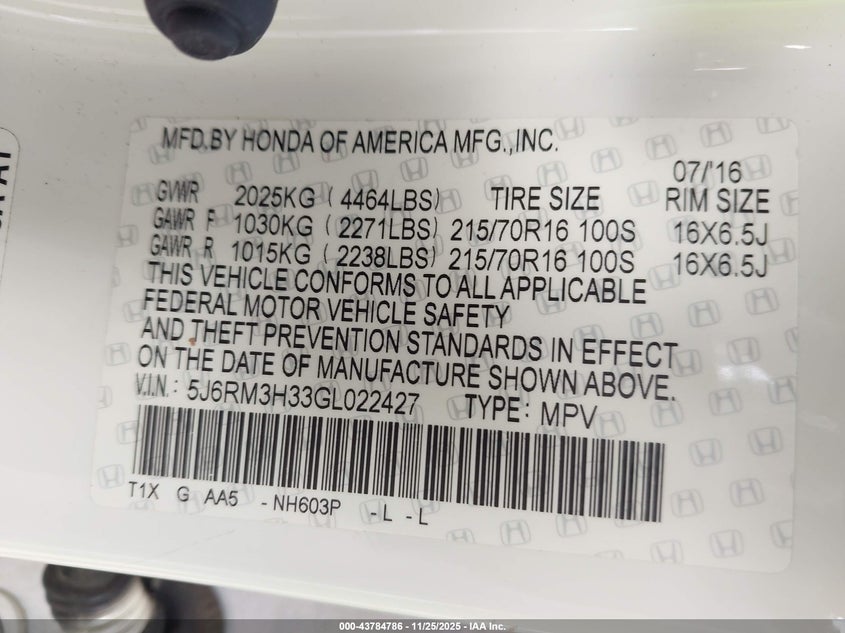 MFD.BY HONDA OF AMERICA MFG.,INC.
07/'16
GVWR 2025KG (4464LBS) TIRE SIZE RIM SIZE
GAWR F 1030KG (2271LBS) 215/70R16 100S 16X6.5J
GAWR R 1015KG (2238LBS) 215/70R16 100S 16X6.5J
THIS VEHICLE CONFORMS TO ALL APPLICABLE
FEDERAL MOTOR VEHICLE SAFETY
AND THEFT PREVENTION STANDARDS IN EFFECT
ON THE DATE OF MANUFACTURE SHOWN ABOVE.
V.I.N.: 5J6RM3H33GL022427 TYPE: MPV
T1X G AA5 -NH603P -L -L
000-43784786 - 11/25/2025 - IAA Inc.